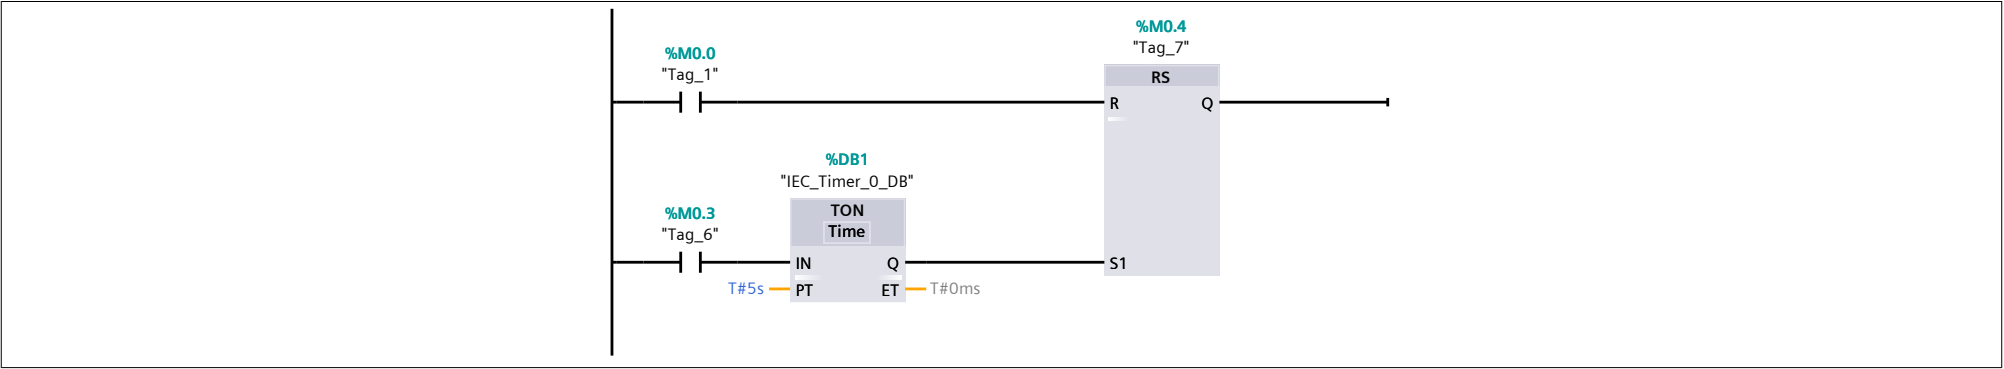 %M0.4
"Tag_7"
%M0.0
"Tag_1"
RS
R Q
%DB1
"IEC_Timer_0_DB"
%M0.3
"Tag_6"
TON
Time
IN Q S1
T#5s PT ET T#0ms